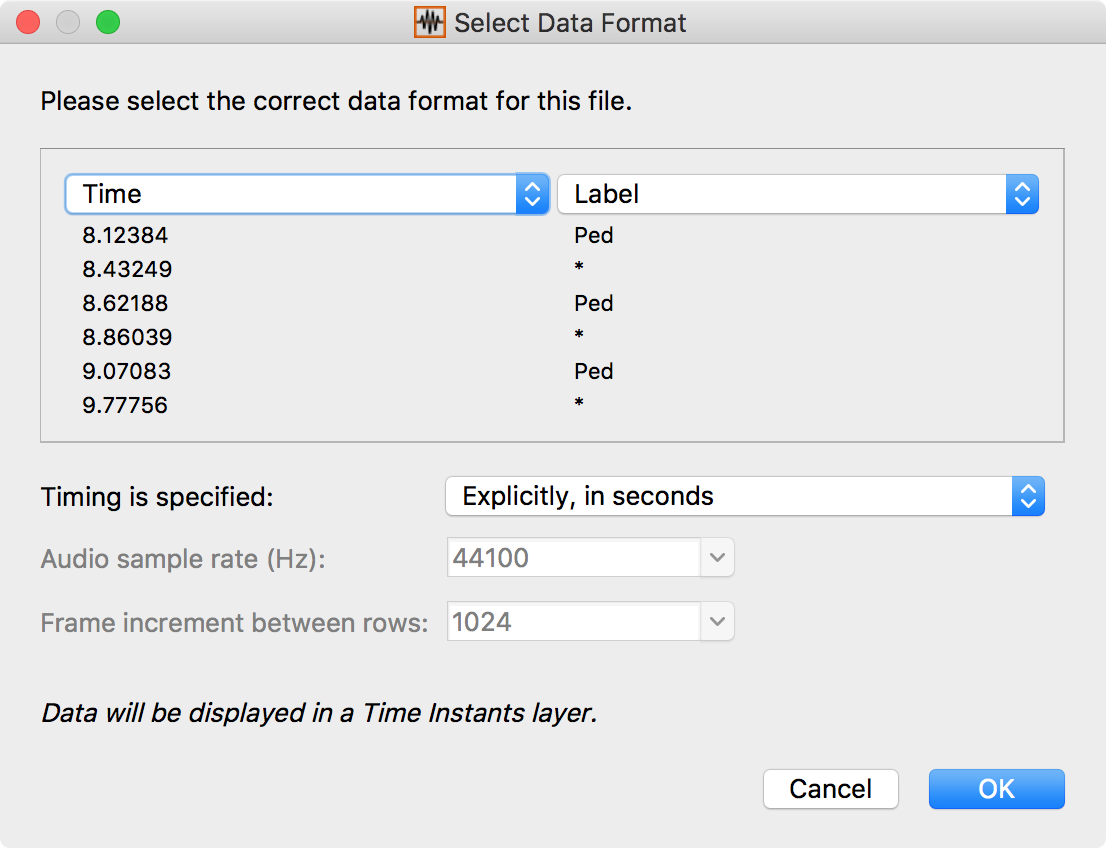 Select Data Format
Please select the correct data format for this file.
Time Label
8.12384 Ped
8.43249 *
8.62188 Ped
8.86039 *
9.07083 Ped
9.77756 *
Timing is specified: Explicitly, in seconds
Audio sample rate (Hz): 44100
Frame increment between rows: 1024
Data will be displayed in a Time Instants layer.
Cancel OK